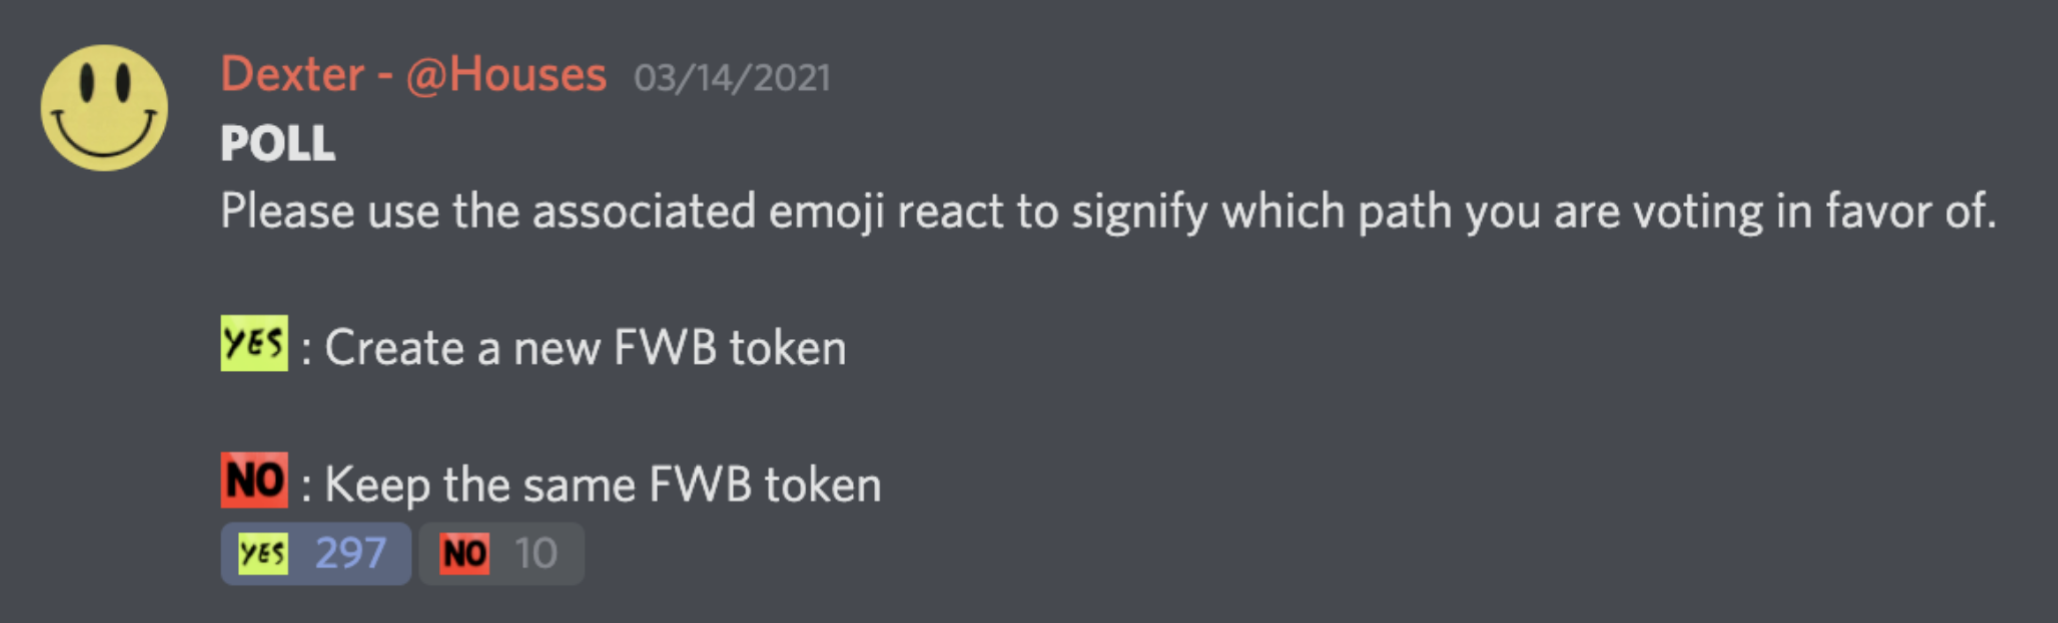 Dexter - @Houses 03/14/2021
POLL
Please use the associated emoji react to signify which path you are voting in favor of.
YES : Create a new FWB token
NO : Keep the same FWB token
YES 297 NO 10